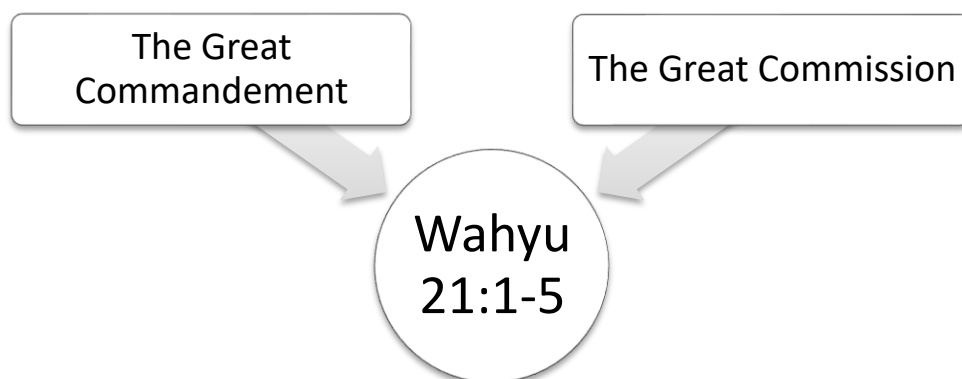 The Great
Commandement
The Great Commission
Wahyu
21:1-5